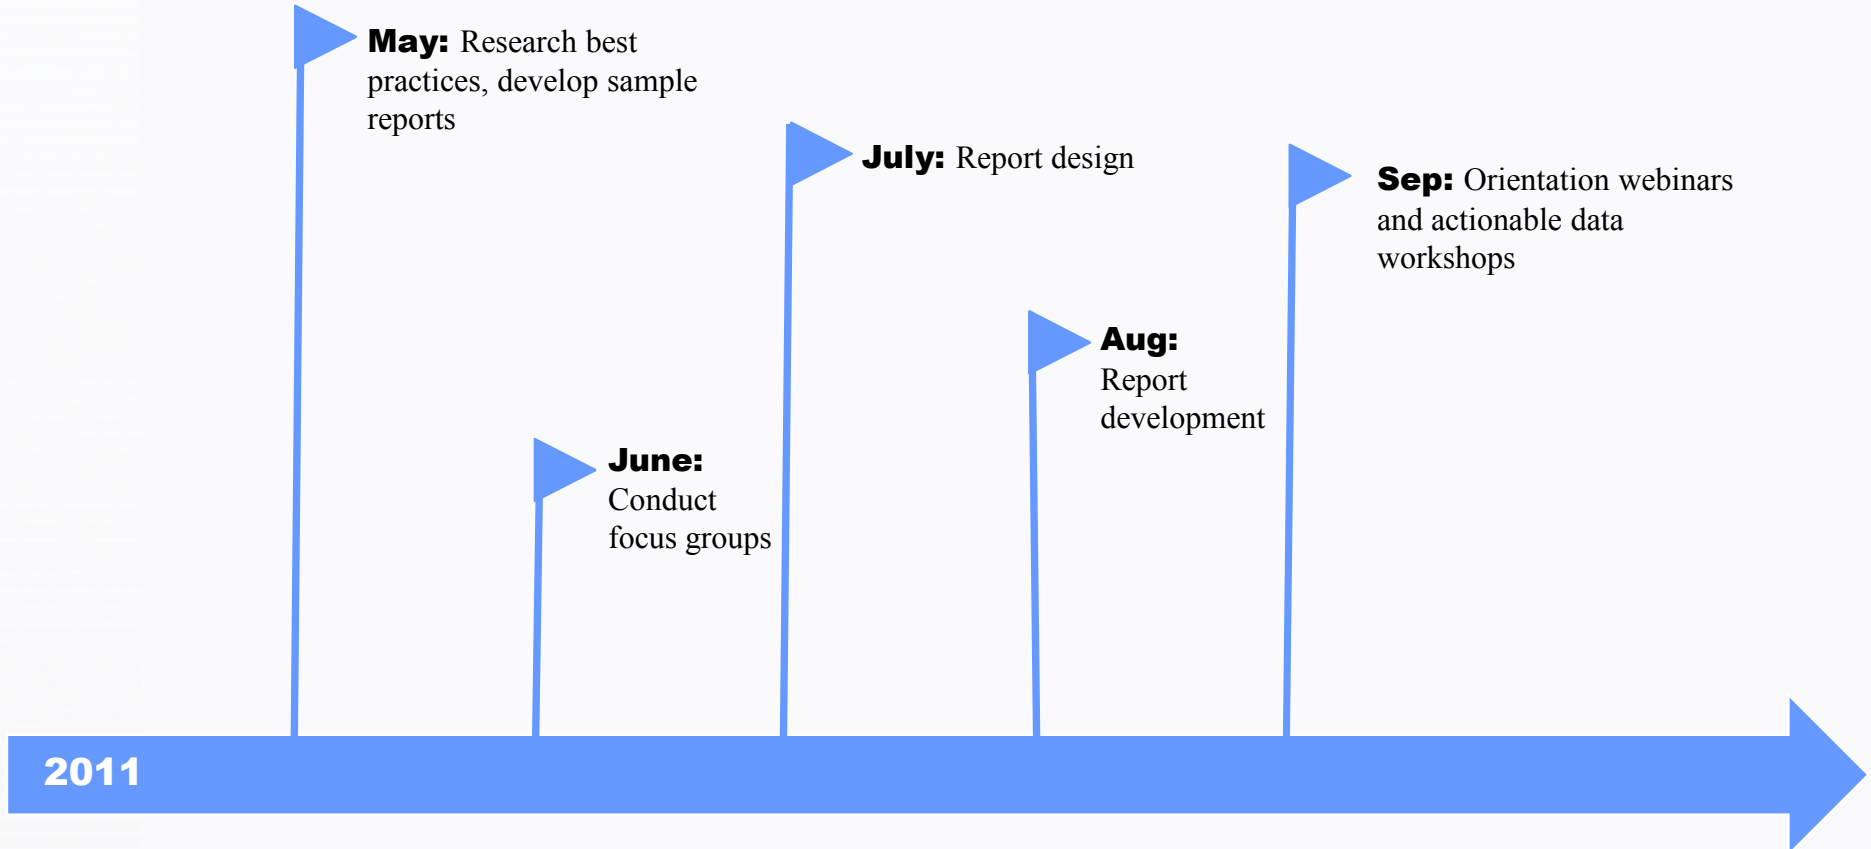 May: Research best
practices, develop sample
reports
June:
Conduct
focus groups
July: Report design
Aug:
Report
development
Sep: Orientation webinars
and actionable data
workshops
2011